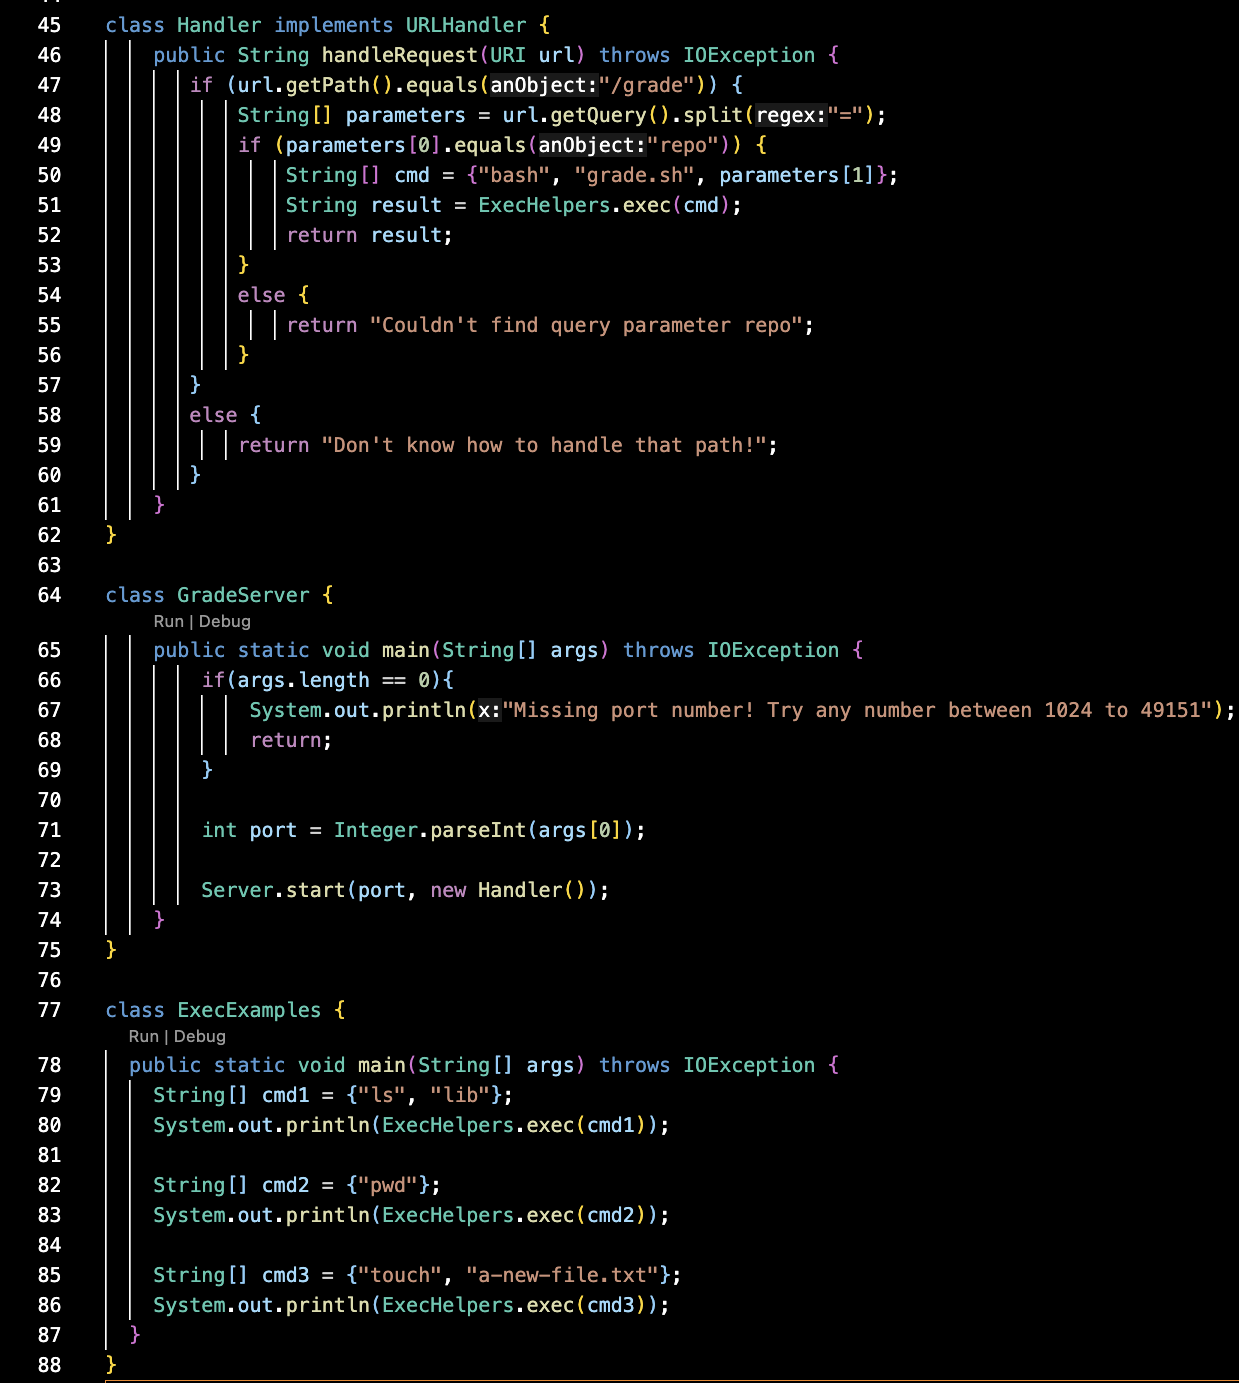 45 class Handler implements URLHandler {
46 public String handleRequest(URI url) throws IOException {
47 if (url.getPath().equals(anObject:"/grade")) {
48 String[] parameters = url.getQuery().split(regex:"=");
49 if (parameters[0].equals(anObject:"repo")) {
50 String[] cmd = {"bash", "grade.sh", parameters[1]};
51 String result = ExecHelpers.exec(cmd);
52 return result;
53 }
54 else {
55 return "Couldn't find query parameter repo";
56 }
57 }
58 else {
59 return "Don't know how to handle that path!";
60 }
61 }
62 }
63
64 class GradeServer {
Run | Debug
65 public static void main(String[] args) throws IOException {
66 if(args.length == 0){
67 System.out.println(x:"Missing port number! Try any number between 1024 to 49151");
68 return;
69 }
70
71 int port = Integer.parseInt(args[0]);
72
73 Server.start(port, new Handler());
74 }
75 }
76
77 class ExecExamples {
Run | Debug
78 public static void main(String[] args) throws IOException {
79 String[] cmd1 = {"ls", "lib"};
80 System.out.println(ExecHelpers.exec(cmd1));
81
82 String[] cmd2 = {"pwd"};
83 System.out.println(ExecHelpers.exec(cmd2));
84
85 String[] cmd3 = {"touch", "a-new-file.txt"};
86 System.out.println(ExecHelpers.exec(cmd3));
87 }
88 }